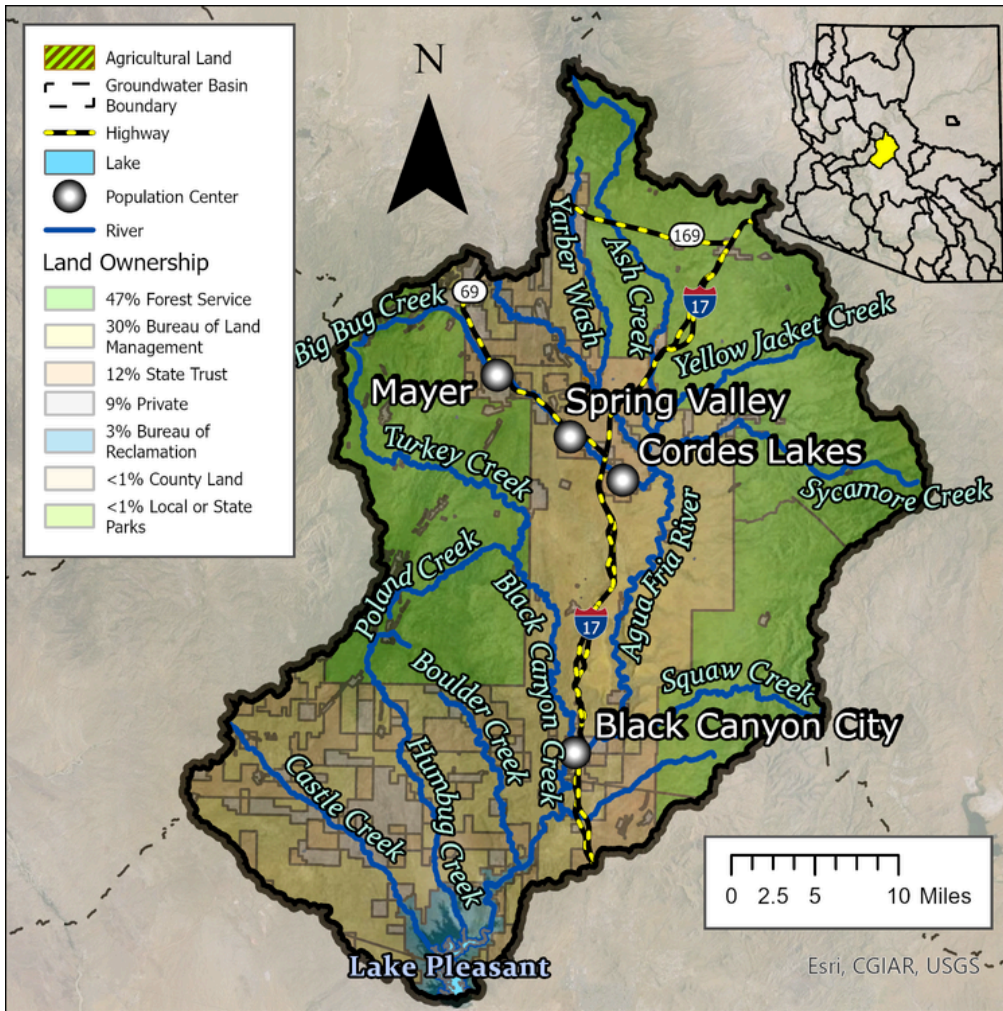 Agricultural Land
Groundwater Basin
Boundary
Highway
Lake
Population Center
River
Land Ownership
47% Forest Service
30% Bureau of Land
Management
12% State Trust
9% Private
3% Bureau of
Reclamation
<1% County Land
<1% Local or State
Parks
N
169
69
17
Yarber Wash
Ash Creek
Big Bug Creek
Yellow Jacket Creek
Mayer
Spring Valley
Cordes Lakes
Turkey Creek
Sycamore Creek
Poland Creek
Black Canyon Creek
Agua Fria River
17
Boulder Creek
Squaw Creek
Black Canyon City
Castle Creek
Humbug Creek
Lake Pleasant
0 2.5 5 10 Miles
Esri, CGIAR, USGS